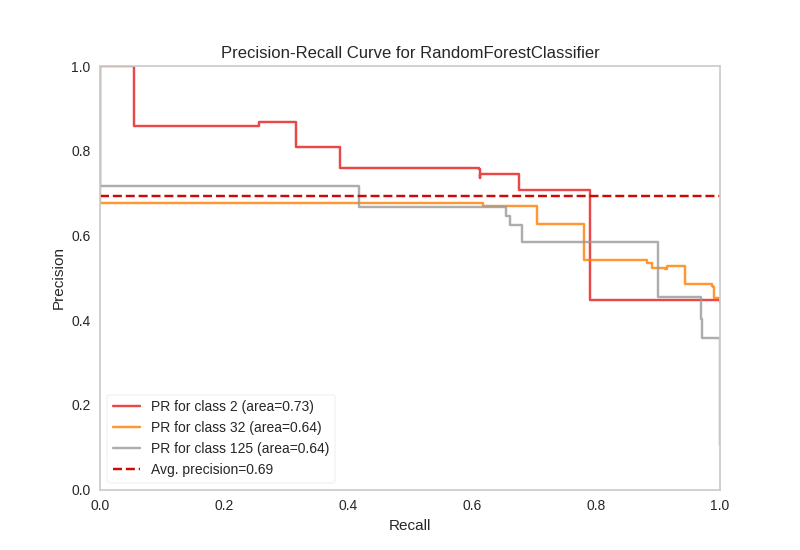 Precision-Recall Curve for RandomForestClassifier
1.0
0.8
0.6
0.4
0.2
0.0
Precision
PR for class 2 (area=0.73)
PR for class 32 (area=0.64)
PR for class 125 (area=0.64)
Avg. precision=0.69
0.0 0.2 0.4 0.6 0.8 1.0
Recall